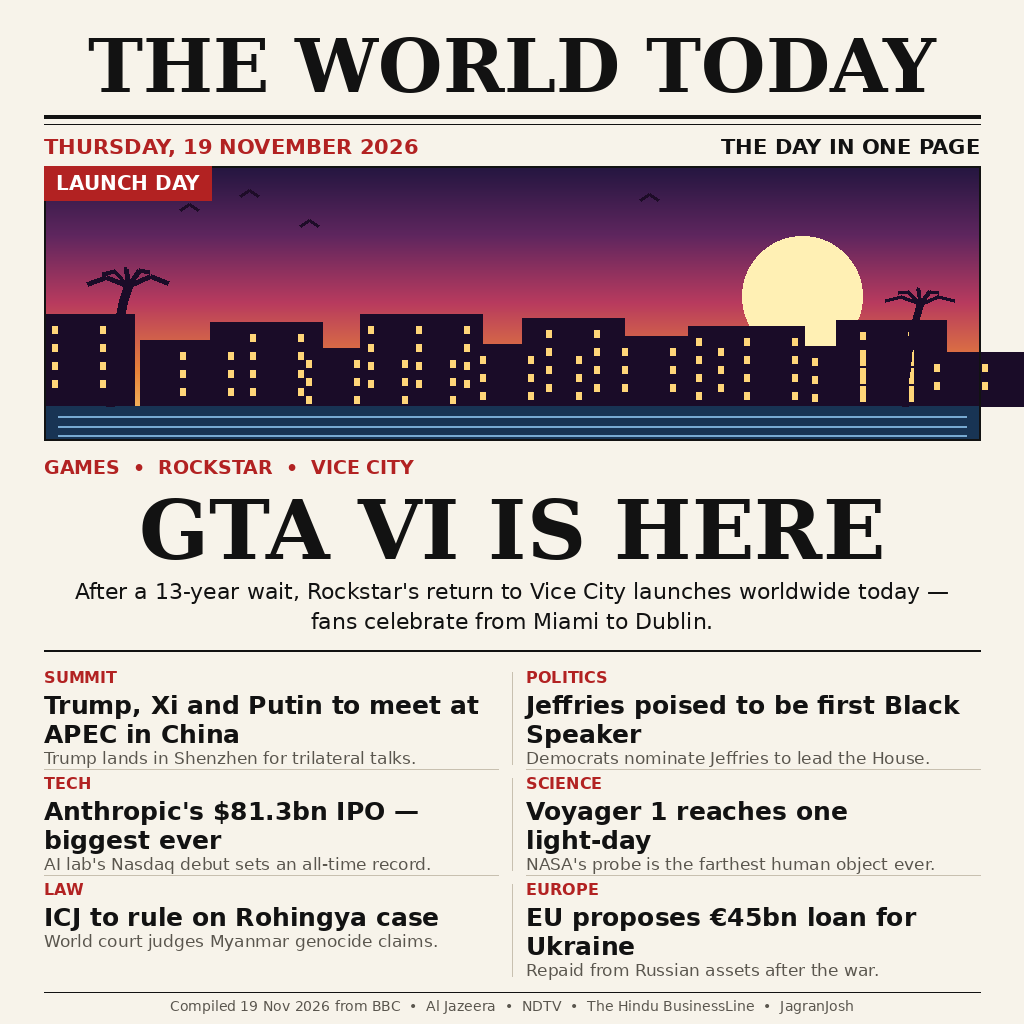 THE WORLD TODAY
THURSDAY, 19 NOVEMBER 2026
THE DAY IN ONE PAGE
LAUNCH DAY
GAMES • ROCKSTAR • VICE CITY
GTA VI IS HERE
After a 13-year wait, Rockstar's return to Vice City launches worldwide today —
fans celebrate from Miami to Dublin.
SUMMIT
Trump, Xi and Putin to meet at
APEC in China
Trump lands in Shenzhen for trilateral talks.
POLITICS
Jeffries poised to be first Black
Speaker
Democrats nominate Jeffries to lead the House.
TECH
Anthropic's $81.3bn IPO —
biggest ever
AI lab's Nasdaq debut sets an all-time record.
SCIENCE
Voyager 1 reaches one
light-day
NASA's probe is the farthest human object ever.
LAW
ICJ to rule on Rohingya case
World court judges Myanmar genocide claims.
EUROPE
EU proposes €45bn loan for
Ukraine
Repaid from Russian assets after the war.
Compiled 19 Nov 2026 from BBC • Al Jazeera • NDTV • The Hindu BusinessLine • JagranJosh